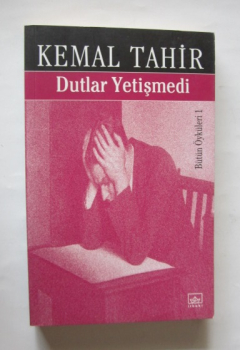 KEMAL TAHİR
Dutlar Yetişmedi
Bütün Öyküleri 1